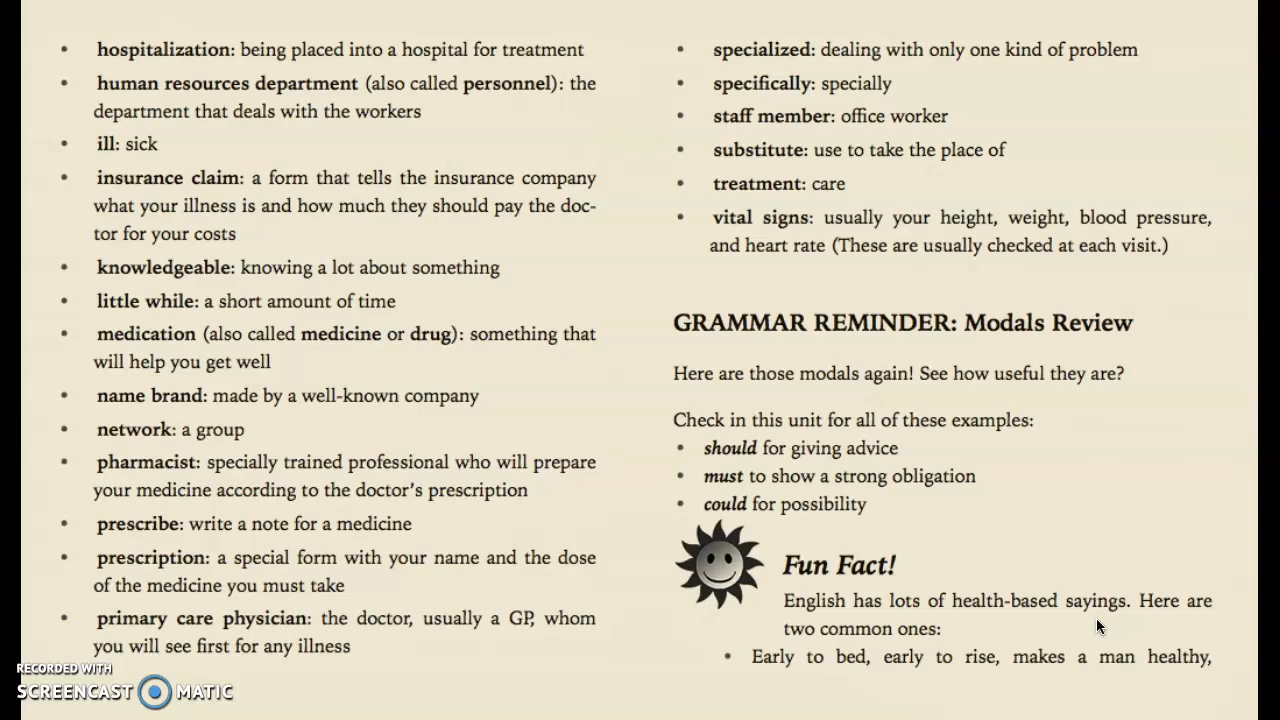 • hospitalization: being placed into a hospital for treatment
• human resources department (also called personnel): the
department that deals with the workers
• ill: sick
• insurance claim: a form that tells the insurance company
what your illness is and how much they should pay the doc-
tor for your costs
• knowledgeable: knowing a lot about something
• little while: a short amount of time
• medication (also called medicine or drug): something that
will help you get well
• name brand: made by a well-known company
• network: a group
• pharmacist: specially trained professional who will prepare
your medicine according to the doctor's prescription
• prescribe: write a note for a medicine
• prescription: a special form with your name and the dose
of the medicine you must take
• primary care physician: the doctor, usually a GP, whom
you will see first for any illness
• specialized: dealing with only one kind of problem
• specifically: specially
• staff member: office worker
• substitute: use to take the place of
• treatment: care
• vital signs: usually your height, weight, blood pressure,
and heart rate (These are usually checked at each visit.)
GRAMMAR REMINDER: Modals Review
Here are those modals again! See how useful they are?
Check in this unit for all of these examples:
• should for giving advice
• must to show a strong obligation
• could for possibility
Fun Fact!
English has lots of health-based sayings. Here are
two common ones:
• Early to bed, early to rise, makes a man healthy,
RECORDED WITH
SCREENCAST MATIC